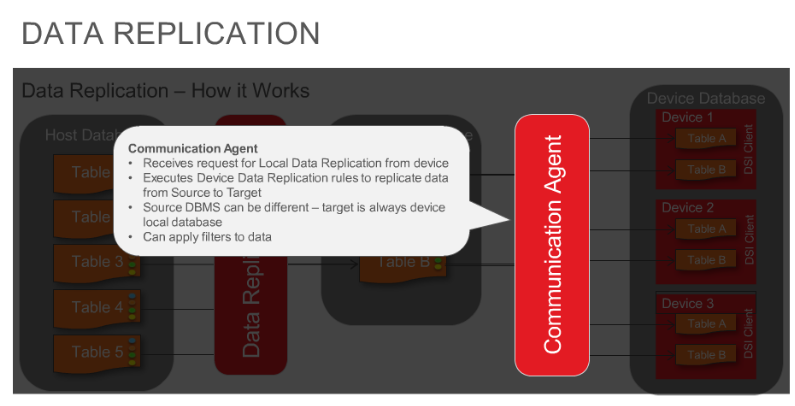 DATA REPLICATION
Data Replication – How it Works
Host Datab
Device Database
Communication Agent
• Receives request for Local Data Replication from device
• Executes Device Data Replication rules to replicate data
from Source to Target
• Source DBMS can be different – target is always device
local database
• Can apply filters to data
Table
Table
Table 3
Table 4
Table 5
Data Repli
Table B
Communication Agent
Device 1
Table A
Table B
DSI Client
Device 2
Table A
Table B
DSI Client
Device 3
Table A
Table B
DSI Client